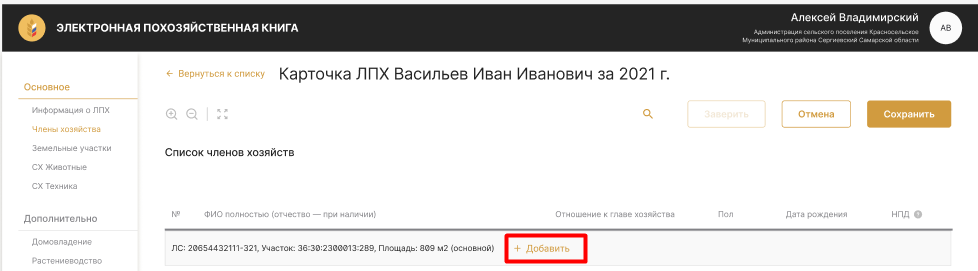 ЭЛЕКТРОННАЯ ПОХОЗЯЙСТВЕННАЯ КНИГА
Алексей Владимирский
Администрация сельского поселения Красносельское
Муниципального района Сергиевский Самарской области
АВ
Основное
Информация о ЛПХ
Члены хозяйства
Земельные участки
СХ Животные
СХ Техника
Дополнительно
Домовладение
Растениеводство
← Вернуться к списку
Карточка ЛПХ Васильев Иван Иванович за 2021 г.
Заверить
Отмена
Сохранить
Список членов хозяйств
№ ФИО полностью (отчество — при наличии) Отношение к главе хозяйства Пол Дата рождения НПД
ЛС: 20654432111-321, Участок: 36:30:2300013:289, Площадь: 809 м2 (основной) + Добавить